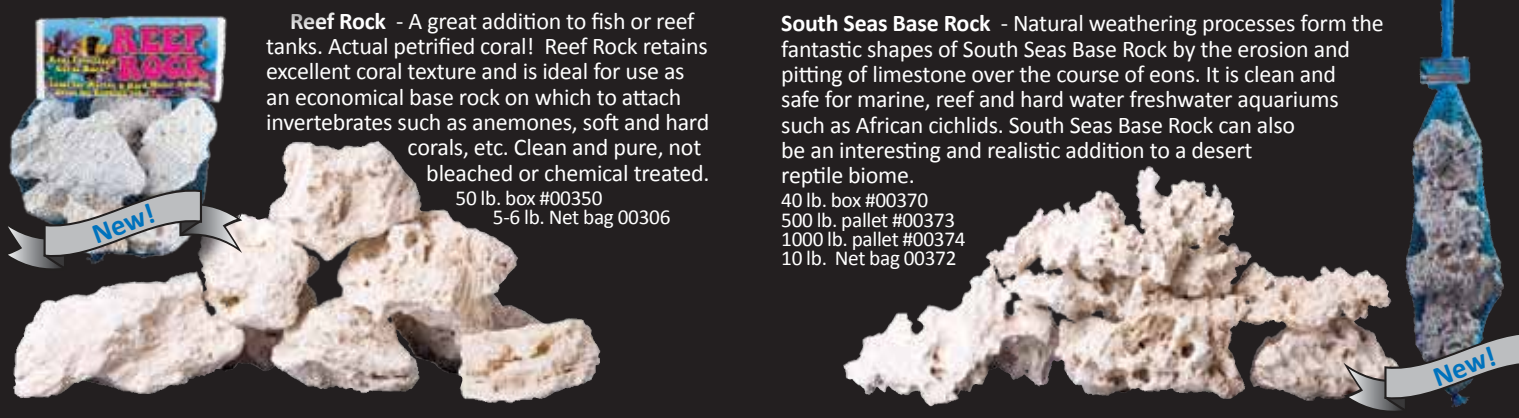 REEF
ROCK
Reef Rock - A great addition to fish or reef
tanks. Actual petrified coral! Reef Rock retains
excellent coral texture and is ideal for use as
an economical base rock on which to attach
invertebrates such as anemones, soft and hard
corals, etc. Clean and pure, not
bleached or chemical treated.
50 lb. box #00350
5-6 lb. Net bag 00306
New!
South Seas Base Rock - Natural weathering processes form the
fantastic shapes of South Seas Base Rock by the erosion and
pitting of limestone over the course of eons. It is clean and
safe for marine, reef and hard water freshwater aquariums
such as African cichlids. South Seas Base Rock can also
be an interesting and realistic addition to a desert
reptile biome.
40 lb. box #00370
500 lb. pallet #00373
1000 lb. pallet #00374
10 lb. Net bag 00372
New!